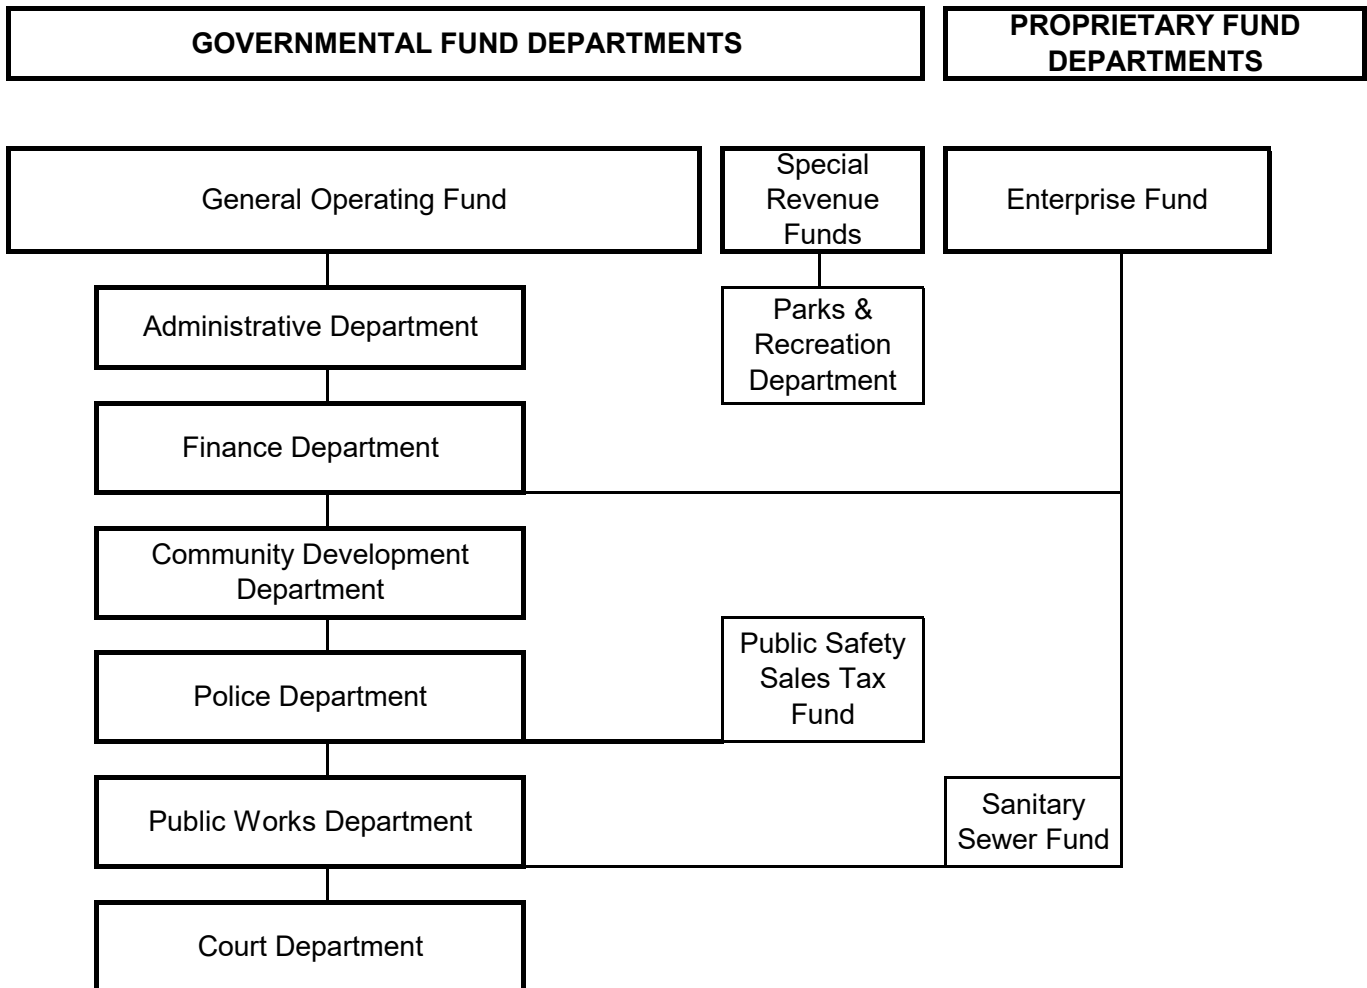 GOVERNMENTAL FUND DEPARTMENTS
PROPRIETARY FUND
DEPARTMENTS
General Operating Fund
Special
Revenue
Funds
Enterprise Fund
Administrative Department
Parks &
Recreation
Department
Finance Department
Community Development
Department
Public Safety
Sales Tax
Fund
Police Department
Public Works Department
Sanitary
Sewer Fund
Court Department